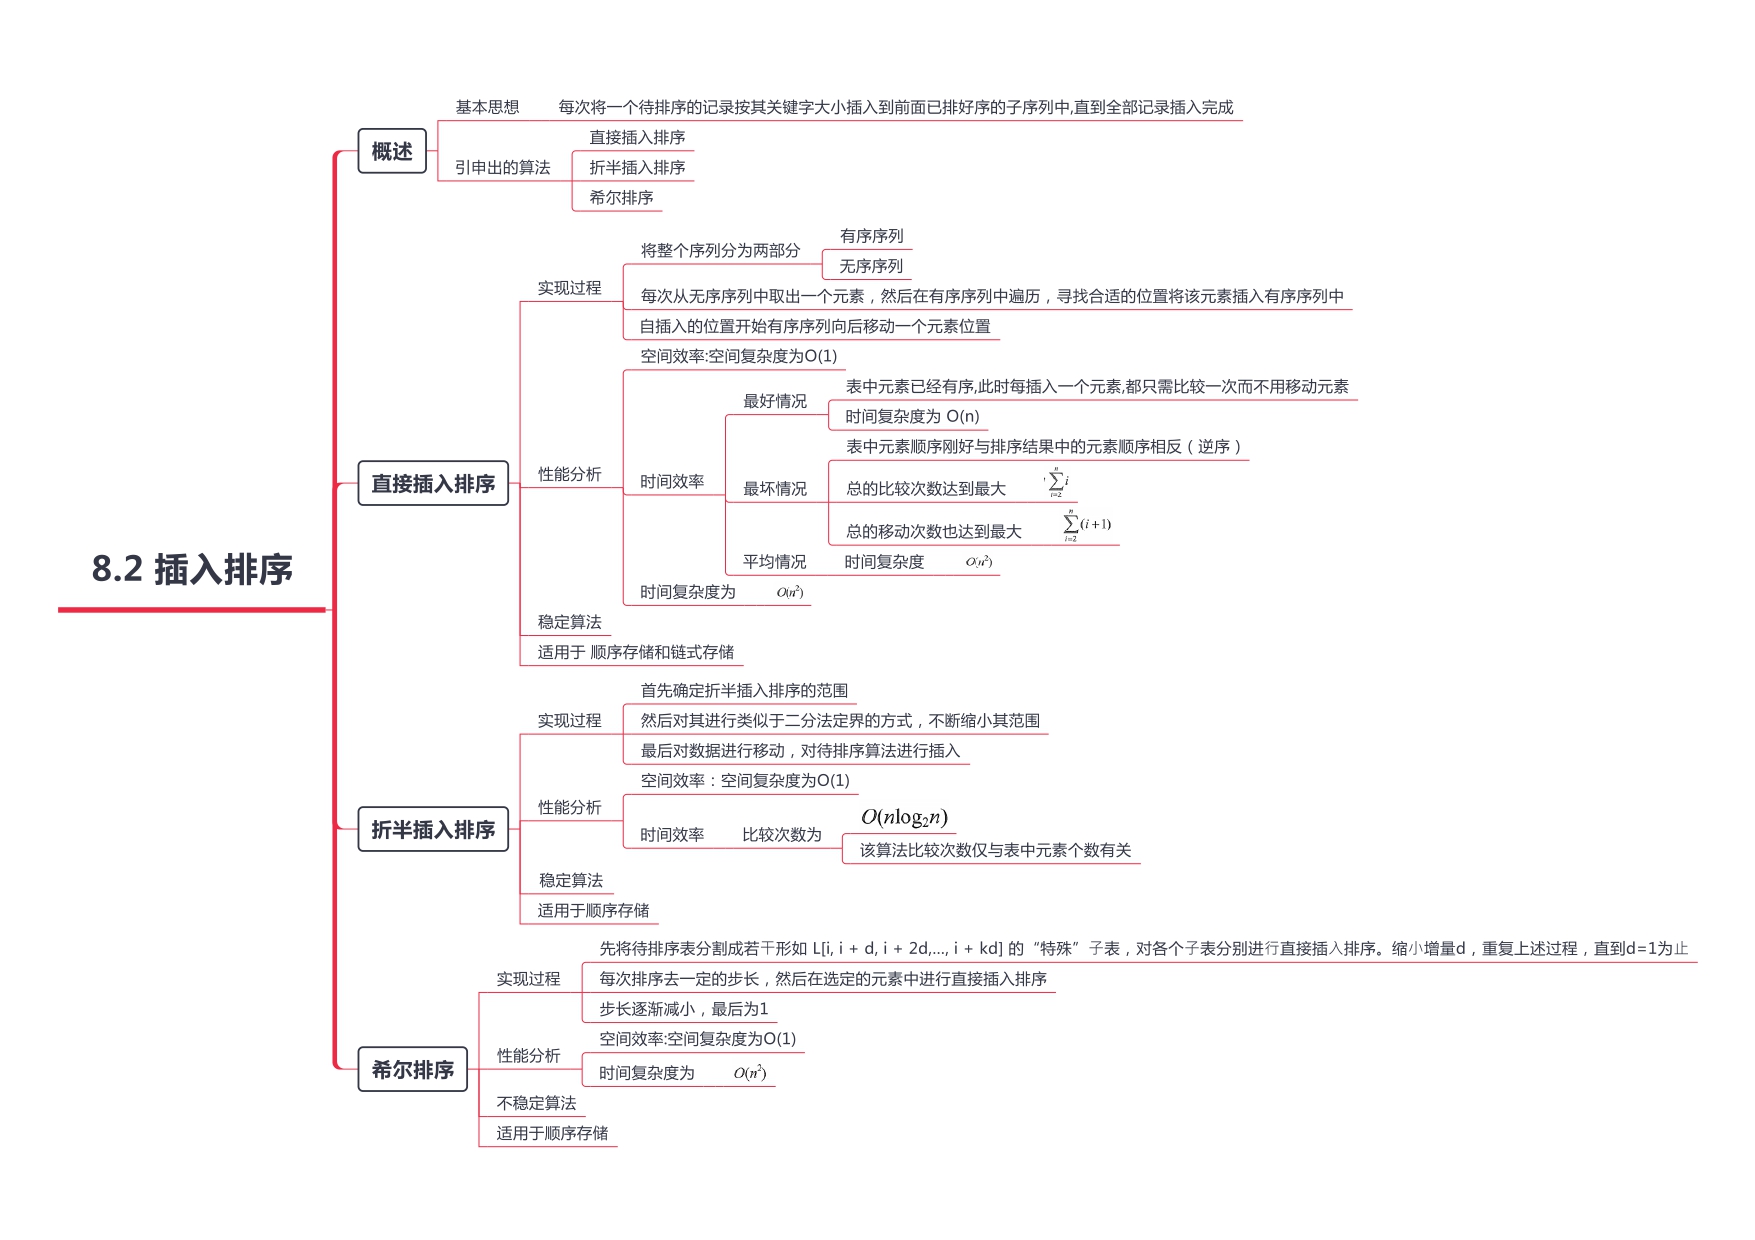 8.2 插入排序
概述
基本思想
每次将一个待排序的记录按其关键字大小插入到前面已排好序的子序列中,直到全部记录插入完成
引申出的算法
直接插入排序
折半插入排序
希尔排序
直接插入排序
实现过程
将整个序列分为两部分
有序序列
无序序列
每次从无序序列中取出一个元素，然后在有序序列中遍历，寻找合适的位置将该元素插入有序序列中
自插入的位置开始有序序列向后移动一个元素位置
性能分析
空间效率:空间复杂度为O(1)
时间效率
最好情况
表中元素已经有序,此时每插入一个元素,都只需比较一次而不用移动元素
时间复杂度为 O(n)
最坏情况
表中元素顺序刚好与排序结果中的元素顺序相反（逆序）
总的比较次数达到最大 ∑_{i=2}^{n} i
总的移动次数也达到最大 ∑_{i=2}^{n} (i+1)
平均情况
时间复杂度 O(n²)
时间复杂度为 O(n²)
稳定算法
适用于 顺序存储和链式存储
折半插入排序
实现过程
首先确定折半插入排序的范围
然后对其进行类似于二分法定界的方式，不断缩小其范围
最后对数据进行移动，对待排序算法进行插入
性能分析
空间效率：空间复杂度为O(1)
时间效率
比较次数为
O(nlog₂n)
该算法比较次数仅与表中元素个数有关
稳定算法
适用于顺序存储
希尔排序
实现过程
先将待排序表分割成若干形如 L[i, i + d, i + 2d,..., i + kd] 的“特殊”子表，对各个子表分别进行直接插入排序。缩小增量d，重复上述过程，直到d=1为止
每次排序去一定的步长，然后在选定的元素中进行直接插入排序
步长逐渐减小，最后为1
性能分析
空间效率:空间复杂度为O(1)
时间复杂度为 O(n²)
不稳定算法
适用于顺序存储